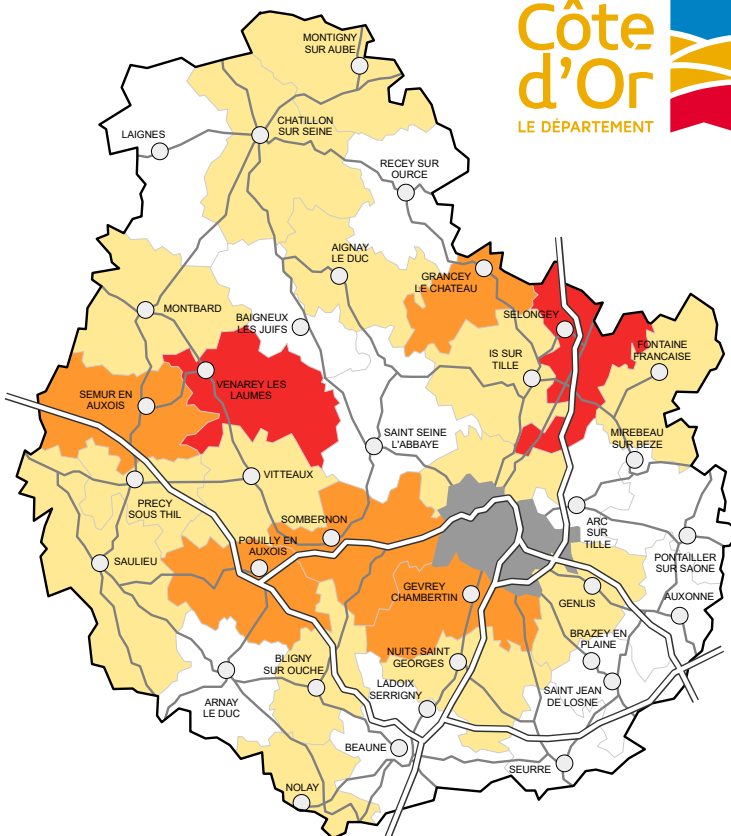 Côte
d'Or
LE DÉPARTEMENT
MONTIGNY
SUR AUBE
CHATILLON
SUR SEINE
LAIGNES
RECEY SUR
OURCE
AIGNAY
LE DUC
GRANCEY
LE CHATEAU
SELONGEY
MONTBARD
BAIGNEUX
LES JUIFS
IS SUR
TILLE
FONTAINE
FRANCAISE
VENAREY LES
LAUMES
SEMUR EN
AUXOIS
SAINT SEINE
L'ABBAYE
MIREBEAU
SUR BEZE
VITTEAUX
PRECY
SOUS THIL
SOMBERNON
ARC
SUR
TILLE
POUILLY EN
AUXOIS
PONTAILLER
SUR SAONE
SAULIEU
GEVREY
CHAMBERTIN
GENLIS
AUXONNE
BRAZEY EN
PLAINE
NUITS SAINT
GEORGES
BLIGNY
SUR OUCHE
LADOIX
SERRIGNY
SAINT JEAN
DE LOSNE
ARNAY
LE DUC
BEAUNE
SEURRE
NOLAY